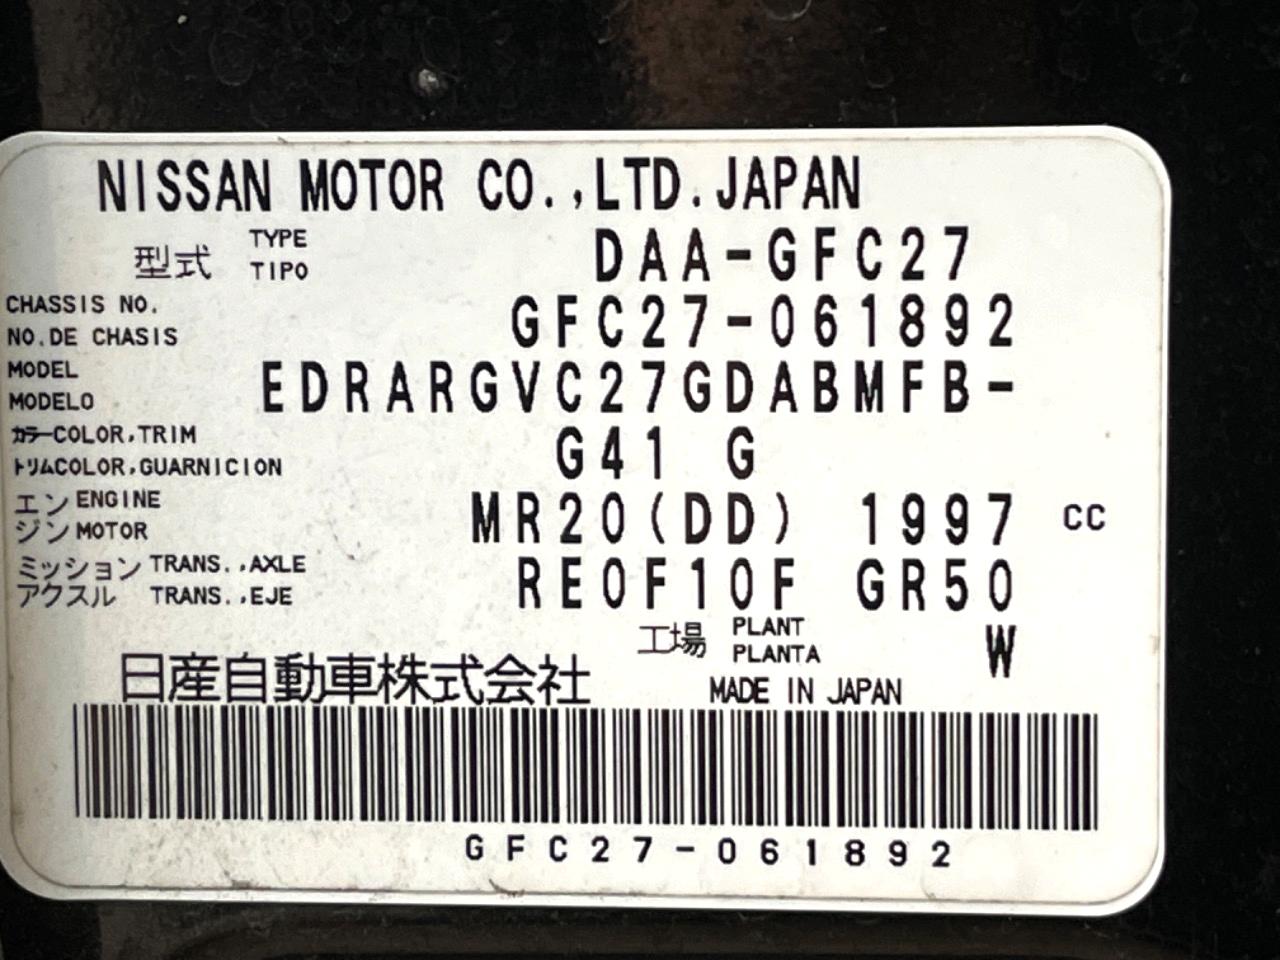 NISSAN MOTOR CO.,LTD.JAPAN
型式 TYPE TIPO DAA-GFC27
CHASSIS NO.
NO.DE CHASIS GFC27-061892
MODEL
MODELO EDRARGVC27GDABMFB-
カラーCOLOR,TRIM
トリムCOLOR,GUARNICION G41 G
エンジン ENGINE MOTOR MR20(DD) 1997 CC
ミッション TRANS.,AXLE
アクスル TRANS.,EJE RE0F10F GR50
工場 PLANT PLANTA W
日産自動車株式会社 MADE IN JAPAN
GFC27-061892